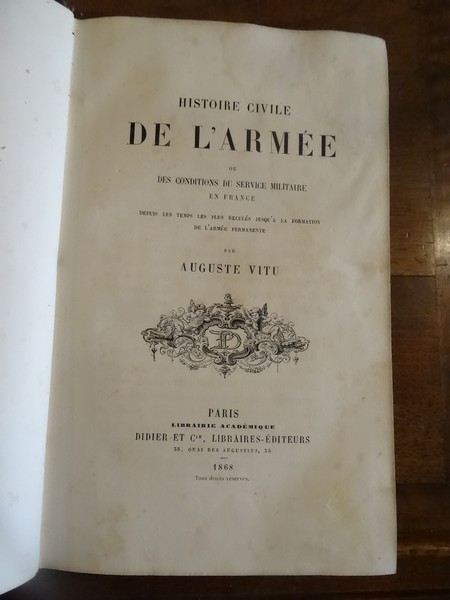 HISTOIRE CIVILE
DE L'ARMÉE
OU
DES CONDITIONS DU SERVICE MILITAIRE
EN FRANCE
DEPUIS LES TEMPS LES PLUS RECULÉS JUSQU'A LA FORMATION
DE L'ARMÉE PERMANENTE
PAR
AUGUSTE VITU
PARIS
LIBRAIRIE ACADÉMIQUE
DIDIER ET Cie, LIBRAIRES-ÉDITEURS
35, QUAI DES AUGUSTINS, 35
1868
Tous droits réservés.